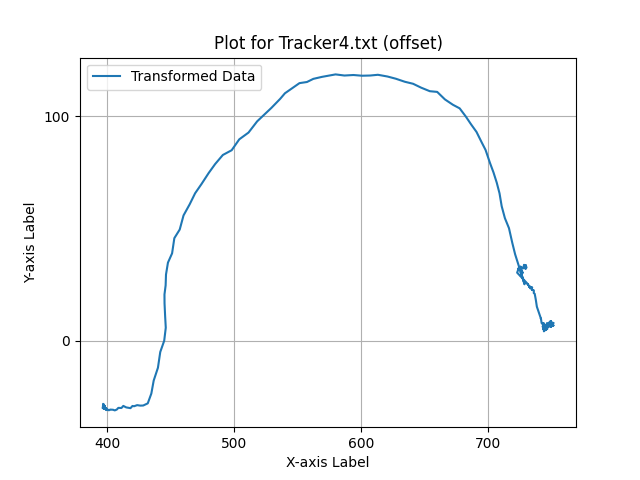 Plot for Tracker4.txt (offset)
Transformed Data
100
0
Y-axis Label
400 500 600 700
X-axis Label